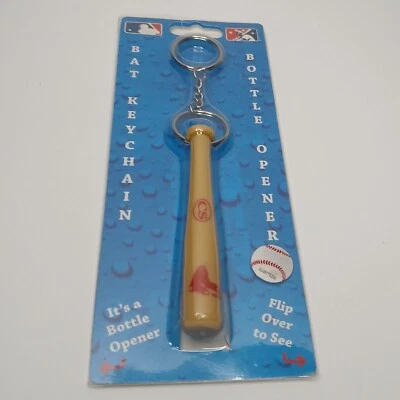 BAT KEYCHAIN
BOTTLE OPENER
It's a
Bottle
Opener
Flip
Over
to See